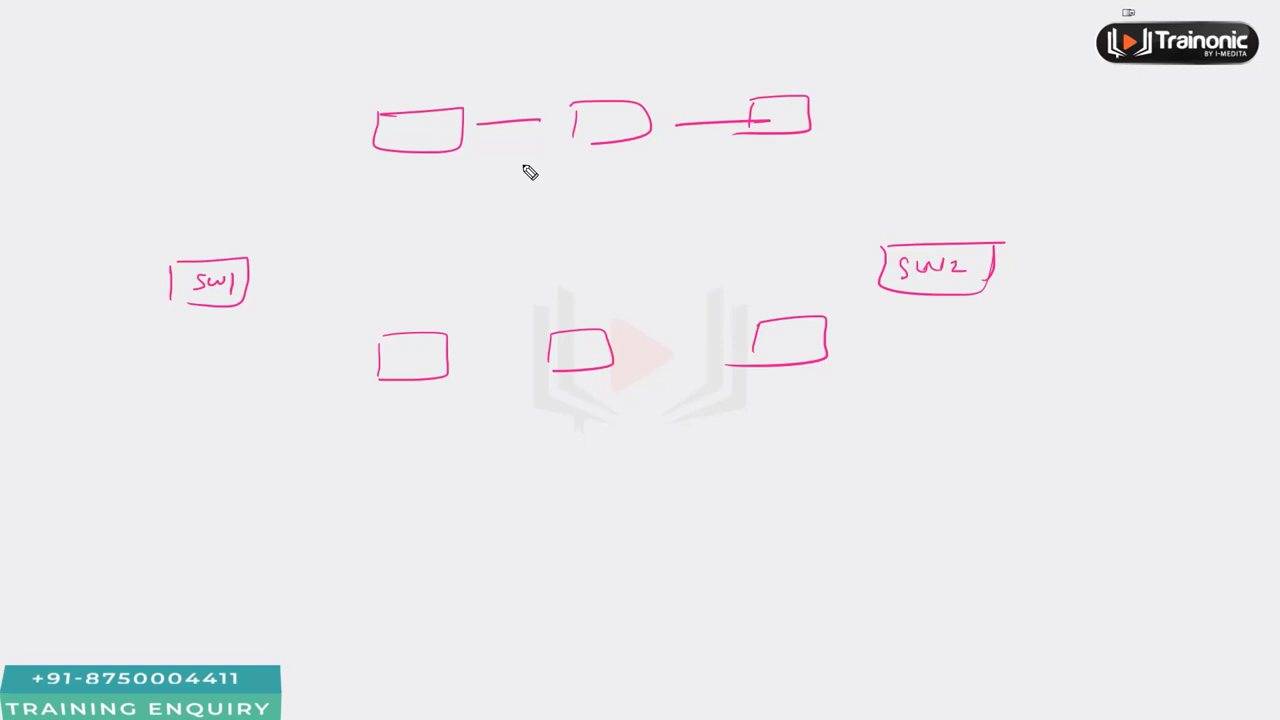 Trainonic
BY I-MEDITA
SW1
SW2
+91-8750004411
TRAINING ENQUIRY